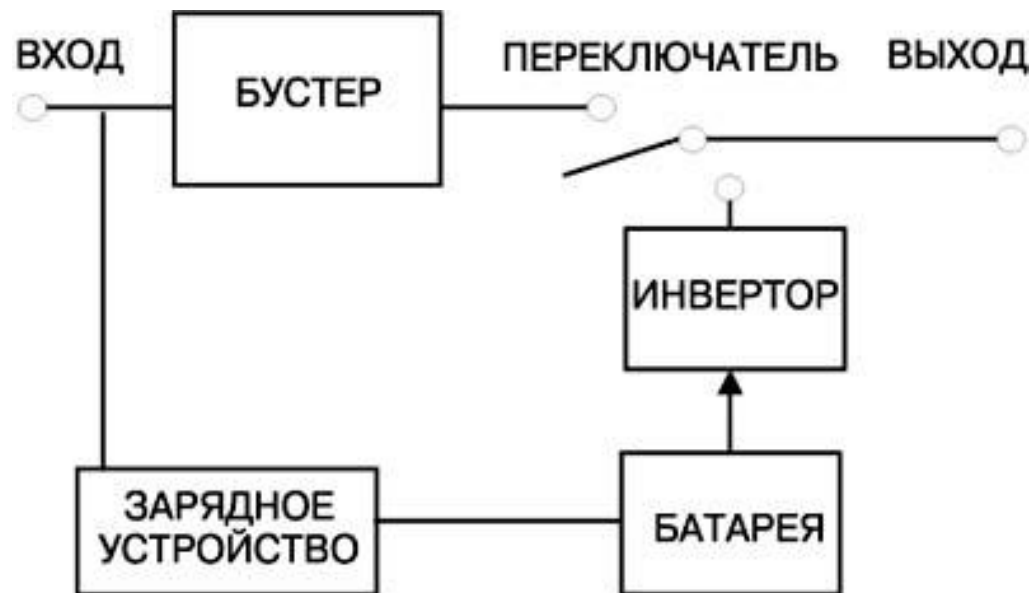 ВХОД
БУСТЕР
ПЕРЕКЛЮЧАТЕЛЬ
ВЫХОД
ИНВЕРТОР
ЗАРЯДНОЕ
УСТРОЙСТВО
БАТАРЕЯ